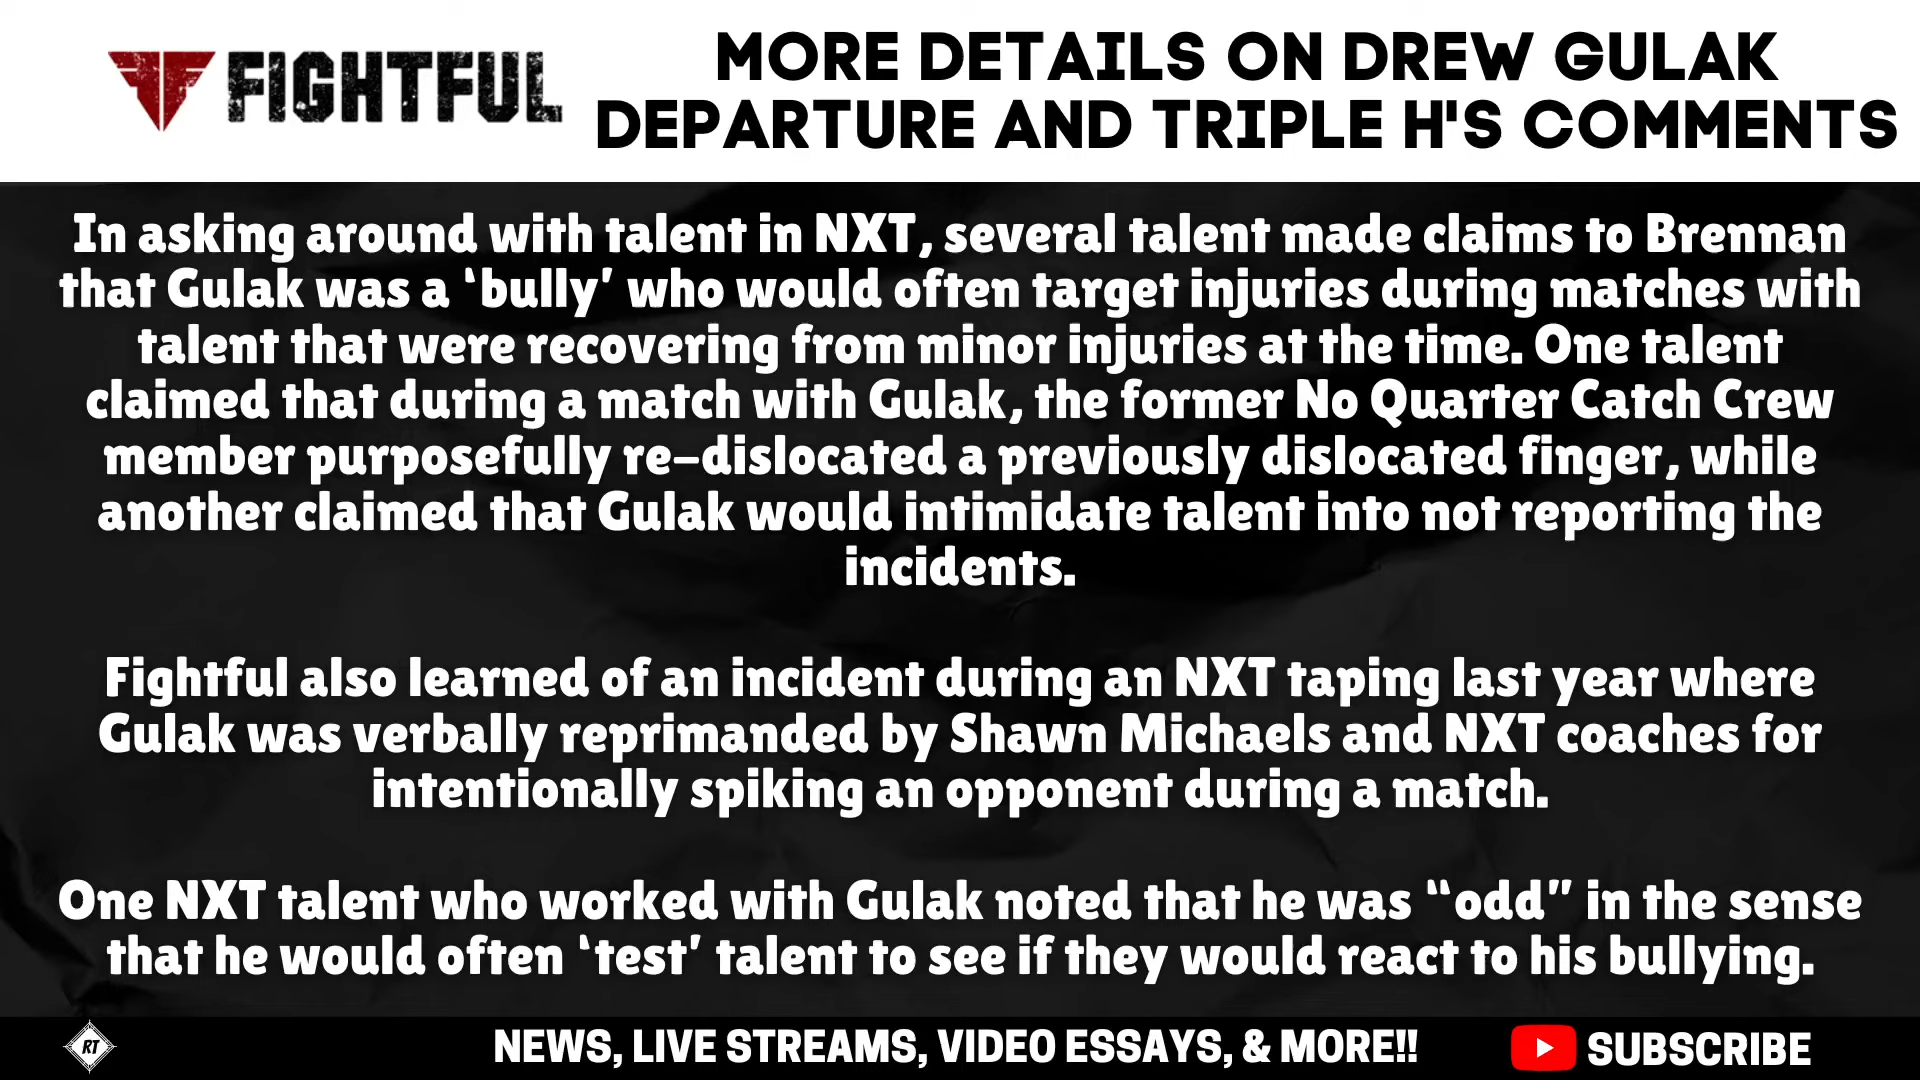 FIGHTFUL
MORE DETAILS ON DREW GULAK
DEPARTURE AND TRIPLE H'S COMMENTS
In asking around with talent in NXT, several talent made claims to Brennan
that Gulak was a ‘bully’ who would often target injuries during matches with
talent that were recovering from minor injuries at the time. One talent
claimed that during a match with Gulak, the former No Quarter Catch Crew
member purposefully re-dislocated a previously dislocated finger, while
another claimed that Gulak would intimidate talent into not reporting the
incidents.
Fightful also learned of an incident during an NXT taping last year where
Gulak was verbally reprimanded by Shawn Michaels and NXT coaches for
intentionally spiking an opponent during a match.
One NXT talent who worked with Gulak noted that he was “odd” in the sense
that he would often ‘test’ talent to see if they would react to his bullying.
RT
NEWS, LIVE STREAMS, VIDEO ESSAYS, & MORE!!
SUBSCRIBE